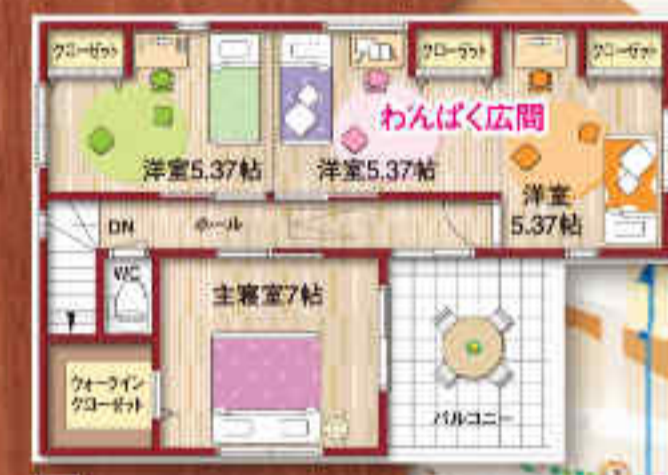 クローゼット
クローゼット
クローゼット
わんぱく広間
洋室5.37帖
洋室5.37帖
洋室
5.37帖
DN
ホール
WC
主寝室7帖
ウォークイン
クローゼット
バルコニー